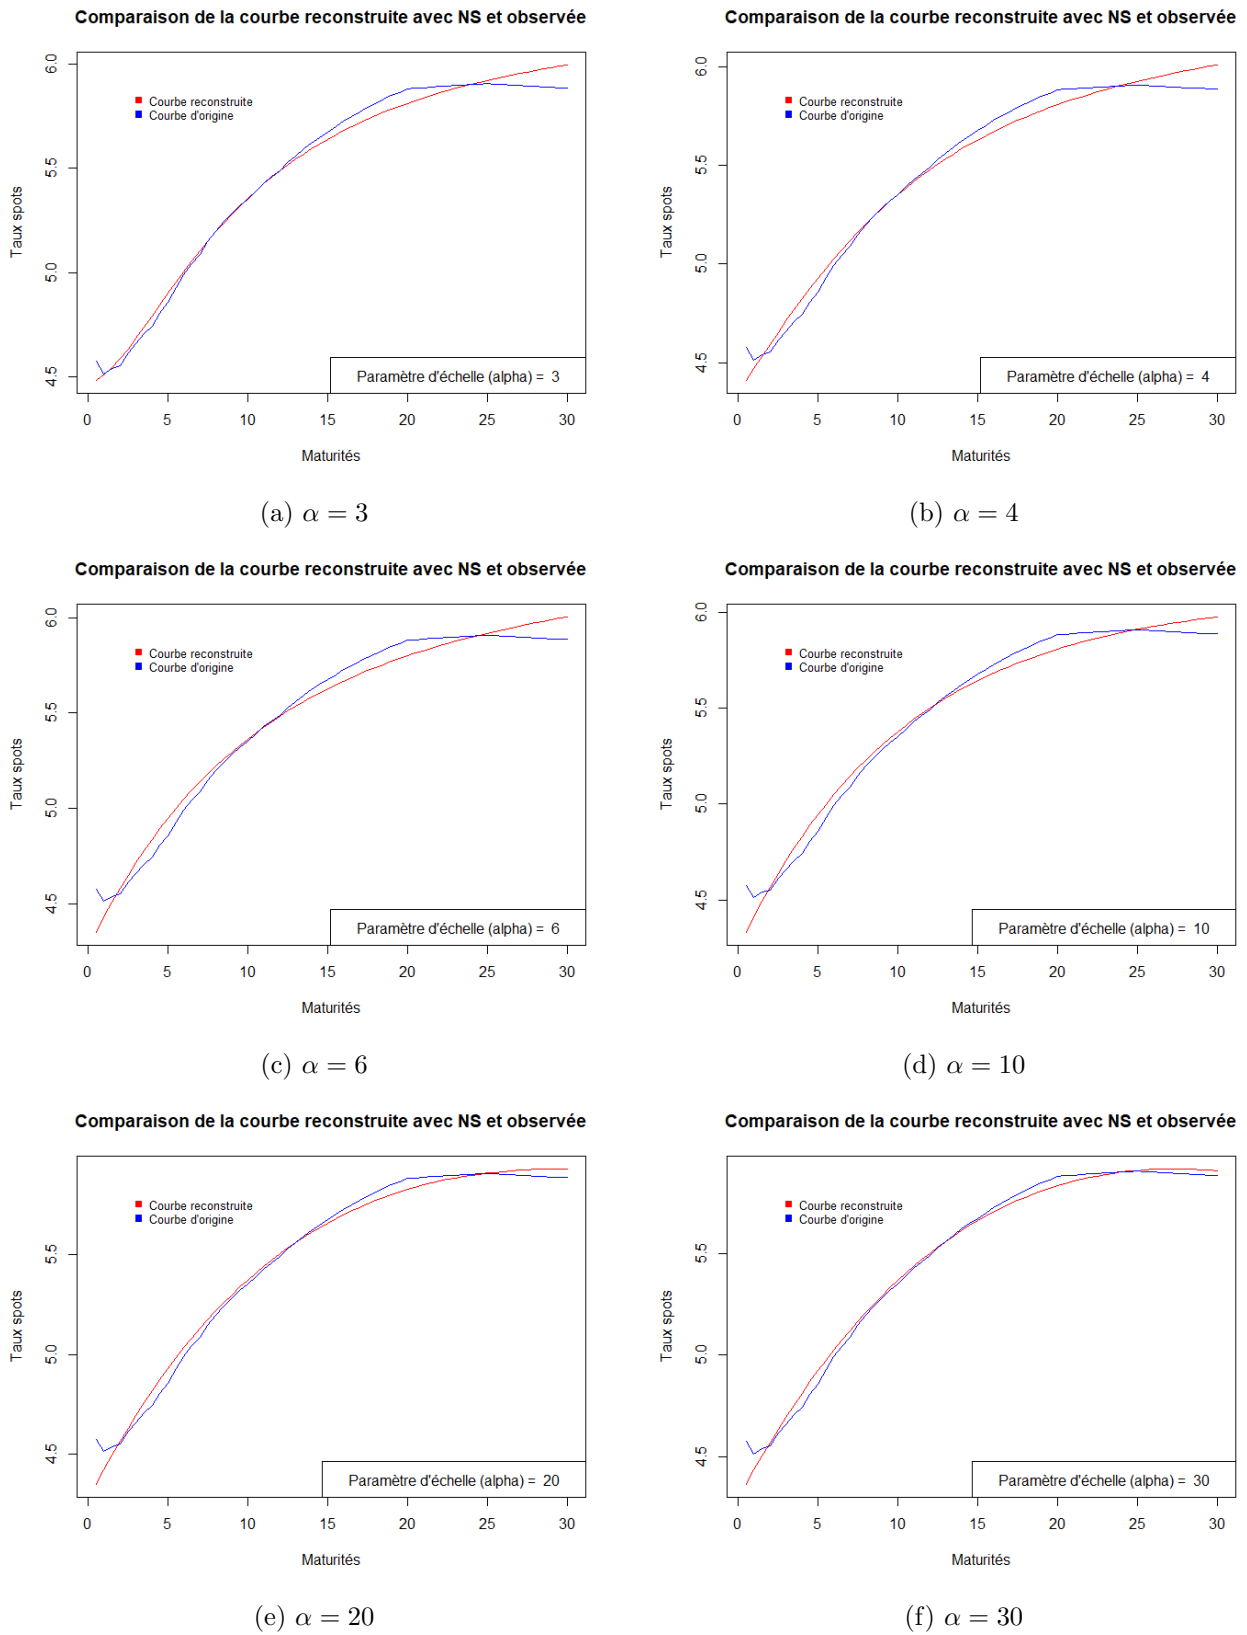 Comparaison de la courbe reconstruite avec NS et observée
6.0
5.5
5.0
4.5
Taux spots
Courbe reconstruite
Courbe d'origine
Paramètre d'échelle (alpha) = 3
0 5 10 15 20 25 30
Maturités
(a) α = 3
Comparaison de la courbe reconstruite avec NS et observée
6.0
5.5
5.0
4.5
Taux spots
Courbe reconstruite
Courbe d'origine
Paramètre d'échelle (alpha) = 4
0 5 10 15 20 25 30
Maturités
(b) α = 4
Comparaison de la courbe reconstruite avec NS et observée
6.0
5.5
5.0
4.5
Taux spots
Courbe reconstruite
Courbe d'origine
Paramètre d'échelle (alpha) = 6
0 5 10 15 20 25 30
Maturités
(c) α = 6
Comparaison de la courbe reconstruite avec NS et observée
6.0
5.5
5.0
4.5
Taux spots
Courbe reconstruite
Courbe d'origine
Paramètre d'échelle (alpha) = 10
0 5 10 15 20 25 30
Maturités
(d) α = 10
Comparaison de la courbe reconstruite avec NS et observée
5.5
5.0
4.5
Taux spots
Courbe reconstruite
Courbe d'origine
Paramètre d'échelle (alpha) = 20
0 5 10 15 20 25 30
Maturités
(e) α = 20
Comparaison de la courbe reconstruite avec NS et observée
5.5
5.0
4.5
Taux spots
Courbe reconstruite
Courbe d'origine
Paramètre d'échelle (alpha) = 30
0 5 10 15 20 25 30
Maturités
(f) α = 30